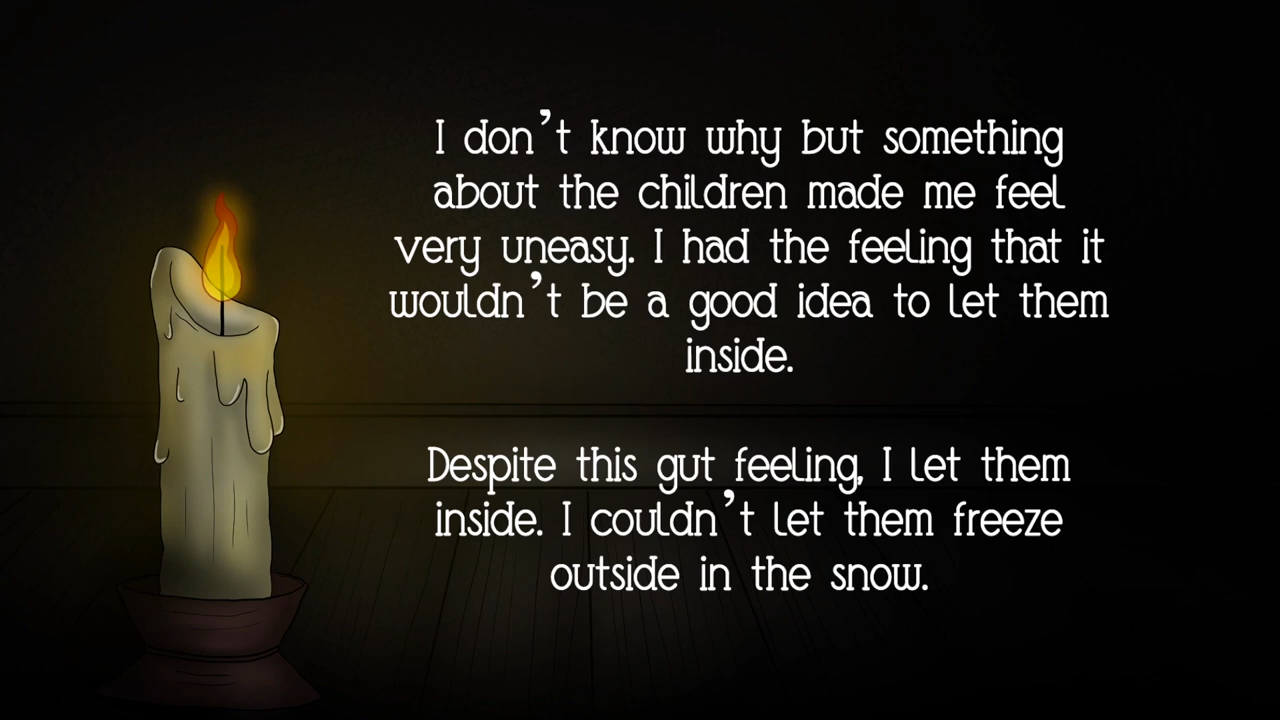 I don’t know why but something
about the children made me feel
very uneasy. I had the feeling that it
wouldn’t be a good idea to let them
inside.
Despite this gut feeling, I let them
inside. I couldn’t let them freeze
outside in the snow.